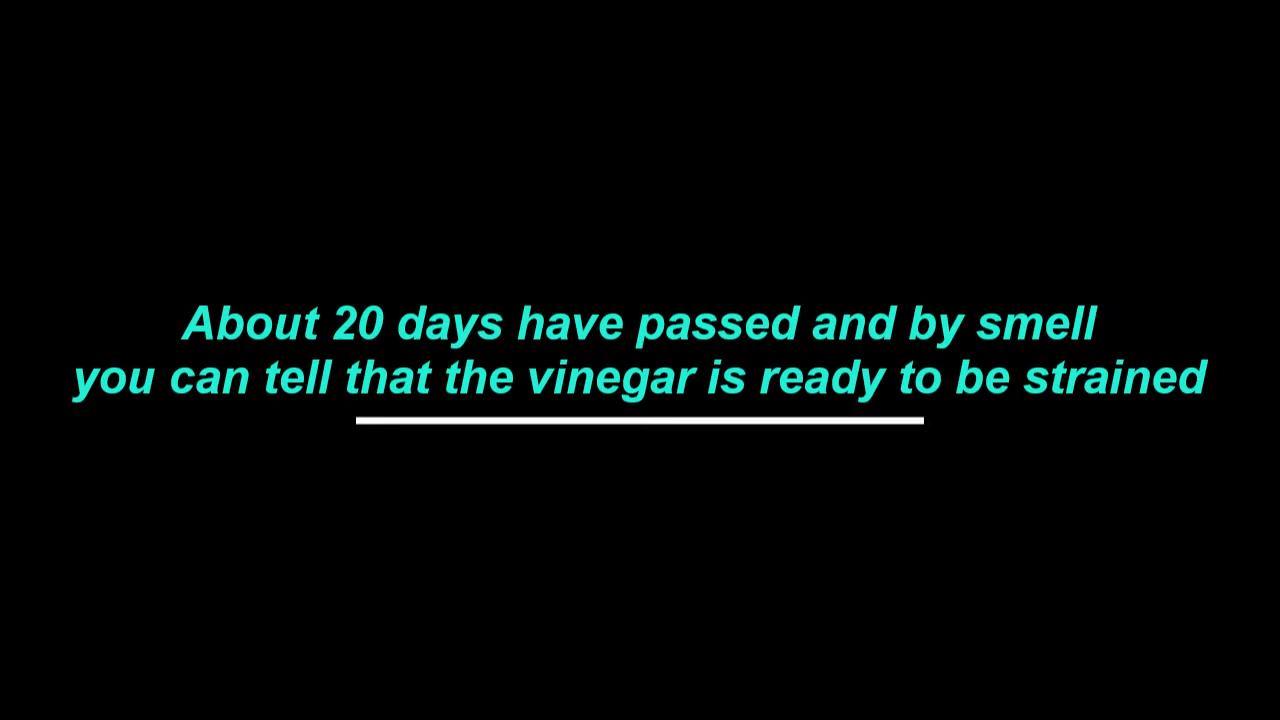 About 20 days have passed and by smell
you can tell that the vinegar is ready to be strained